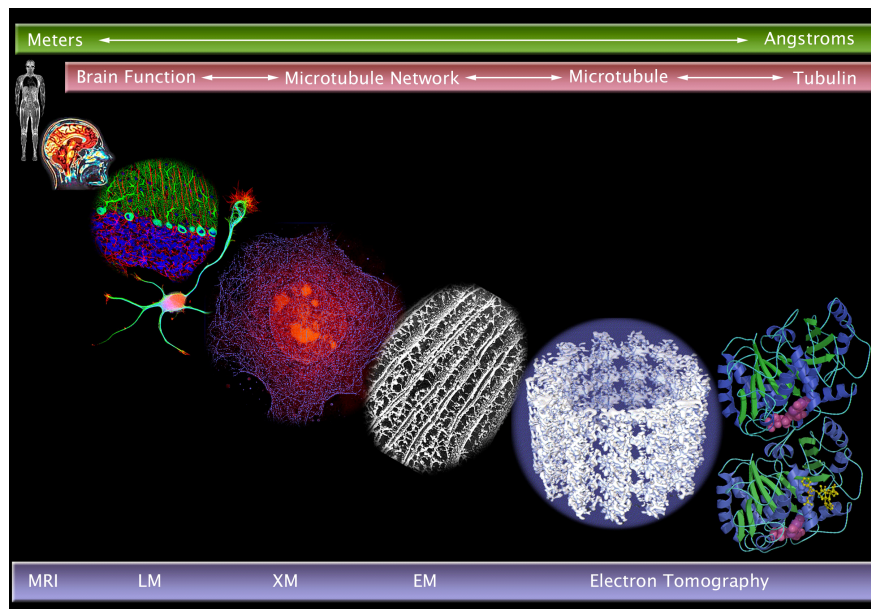 Meters Angstroms
Brain Function Microtubule Network Microtubule Tubulin
MRI LM XM EM Electron Tomography